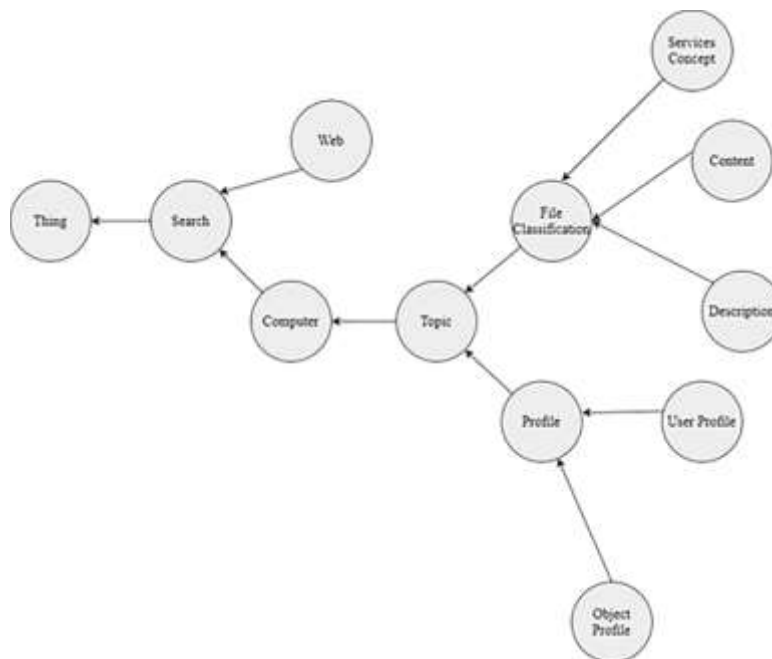 Services
Concept
Web
Content
Thing
Search
File
Classification
Computer
Topic
Description
Profile
User Profile
Object
Profile